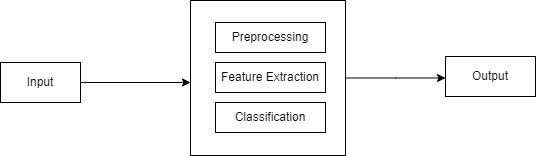 Input
Preprocessing
Feature Extraction
Classification
Output